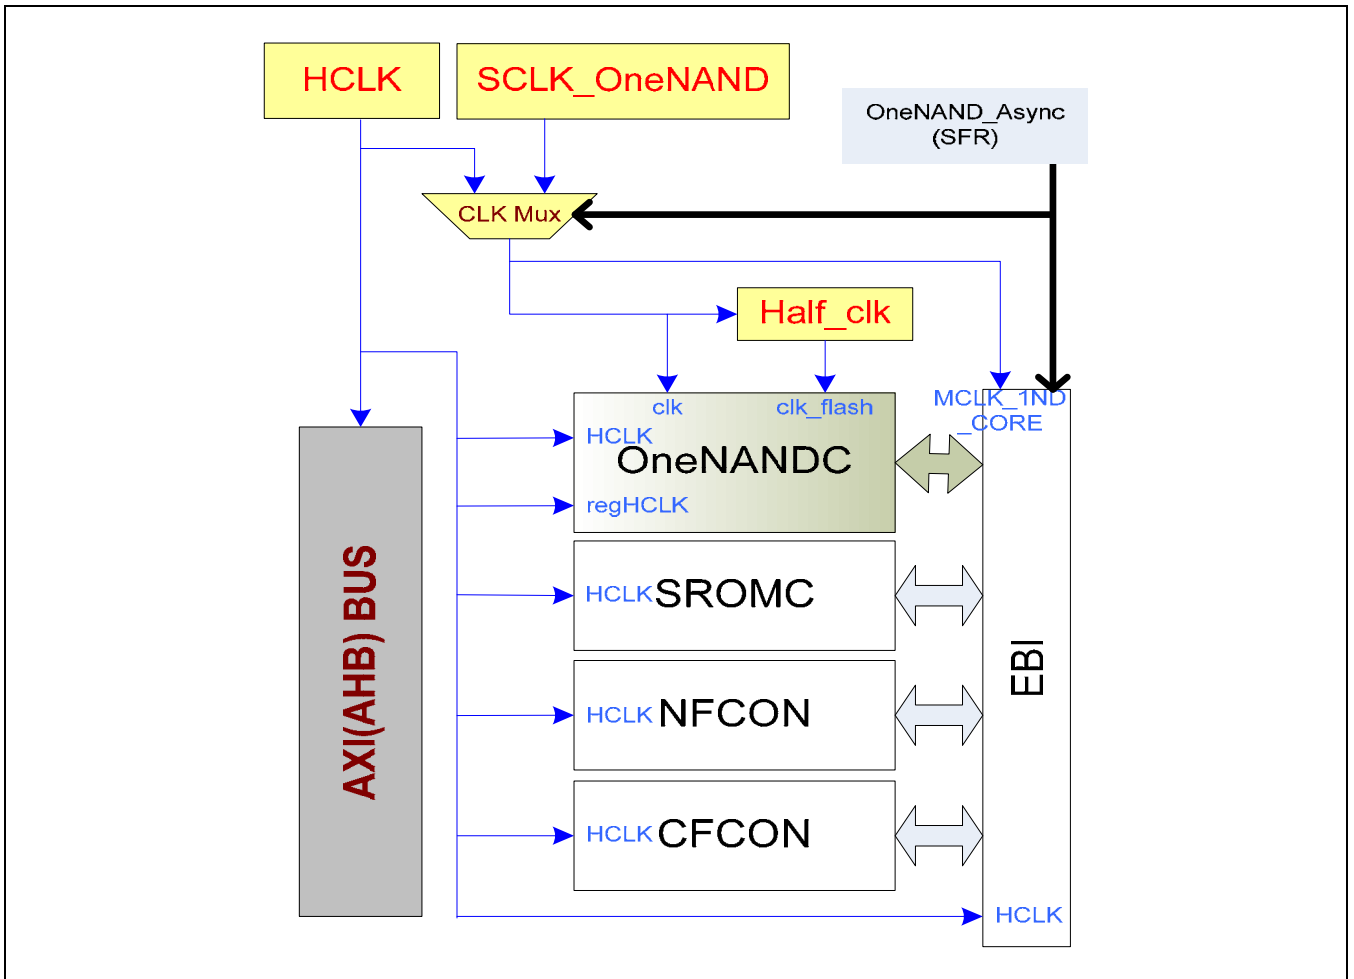 HCLK
SCLK_OneNAND
OneNAND_Async
(SFR)
CLK Mux
Half_clk
clk
clk_flash
MCLK_1ND
_CORE
HCLK
OneNANDC
regHCLK
AXI(AHB) BUS
HCLK SROMC
HCLK NFCON
HCLK CFCON
EBI
HCLK